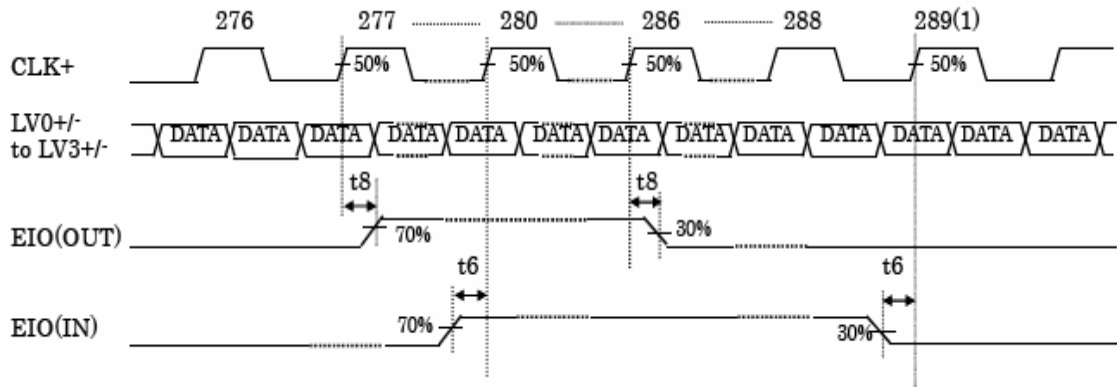 276 277 280 286 288 289(1)
CLK+ 50% 50% 50% 50%
LV0+/-
to LV3+/-
DATA DATA DATA DATA DATA DATA DATA DATA DATA DATA DATA DATA DATA
t8 t8
EIO(OUT) 70% 30%
t6 t6
EIO(IN) 70% 30%